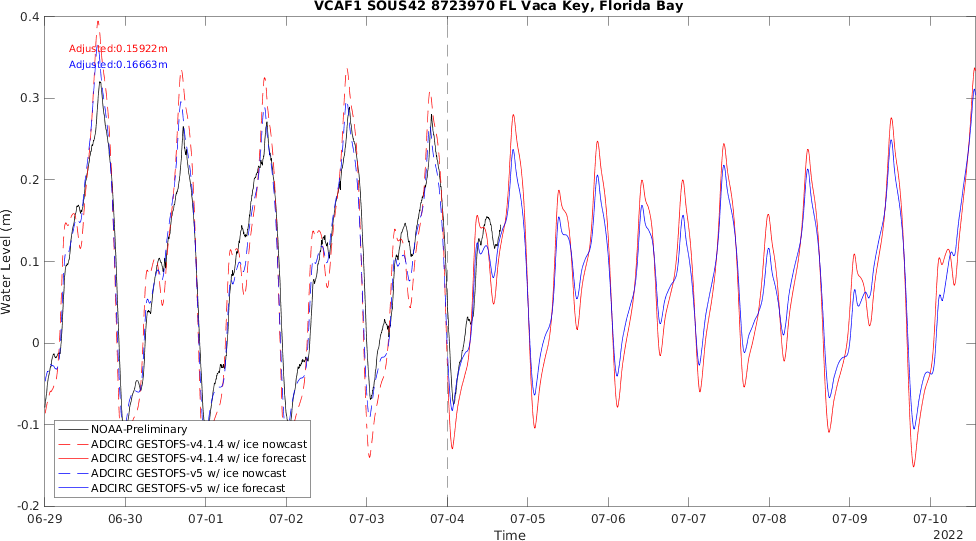 VCAF1 SOUS42 8723970 FL Vaca Key, Florida Bay
Adjusted:0.15922m
Adjusted:0.16663m
Water Level (m)
0.4
0.3
0.2
0.1
0
-0.1
-0.2
NOAA-Preliminary
ADCIRC GESTOFS-v4.1.4 w/ ice nowcast
ADCIRC GESTOFS-v4.1.4 w/ ice forecast
ADCIRC GESTOFS-v5 w/ ice nowcast
ADCIRC GESTOFS-v5 w/ ice forecast
06-29 06-30 07-01 07-02 07-03 07-04 07-05 07-06 07-07 07-08 07-09 07-10
Time
2022